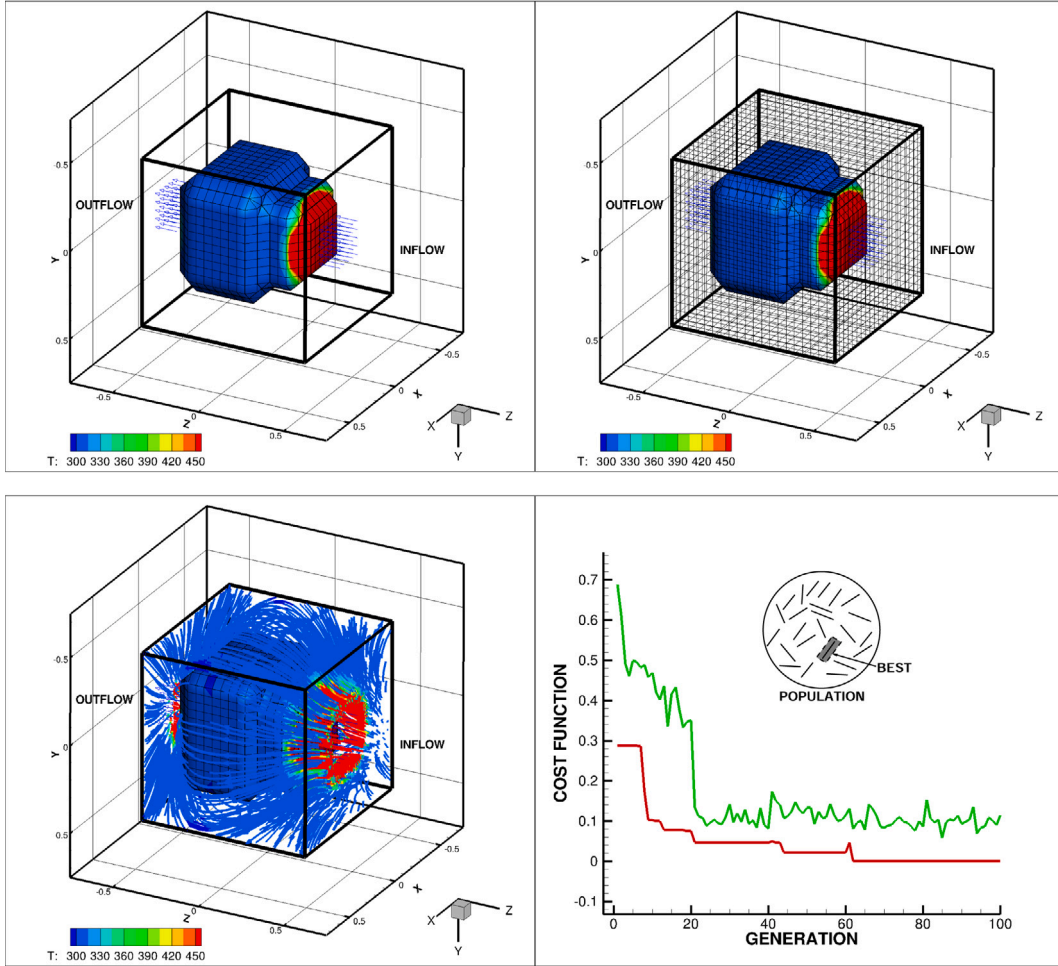 -0.5
OUTFLOW
Y
0
INFLOW
0.5
-0.5
0
X
-0.5
0
Z
0.5
0.5
X
Z
Y
T: 300 330 360 390 420 450
-0.5
OUTFLOW
Y
0
INFLOW
0.5
-0.5
0
X
-0.5
0
Z
0.5
0.5
X
Z
Y
T: 300 330 360 390 420 450
-0.5
OUTFLOW
Y
0
INFLOW
0.5
-0.5
0
X
-0.5
0
Z
0.5
0.5
X
Z
Y
T: 300 330 360 390 420 450
COST FUNCTION
0.7
0.6
0.5
0.4
0.3
0.2
0.1
0
-0.1
BEST
POPULATION
0 20 40 60 80 100
GENERATION